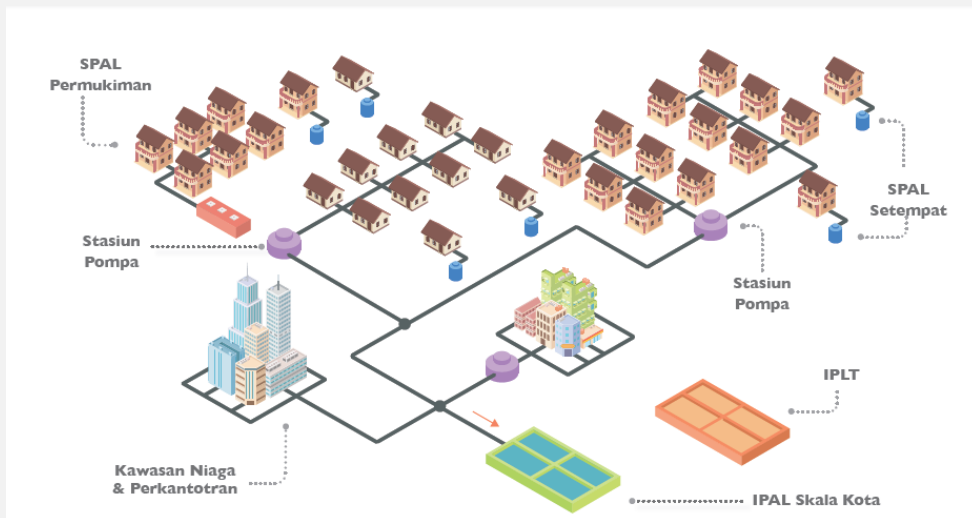 SPAL
Permukiman
SPAL
Setempat
Stasiun
Pompa
Stasiun
Pompa
IPLT
Kawasan Niaga
& Perkantotran
IPAL Skala Kota